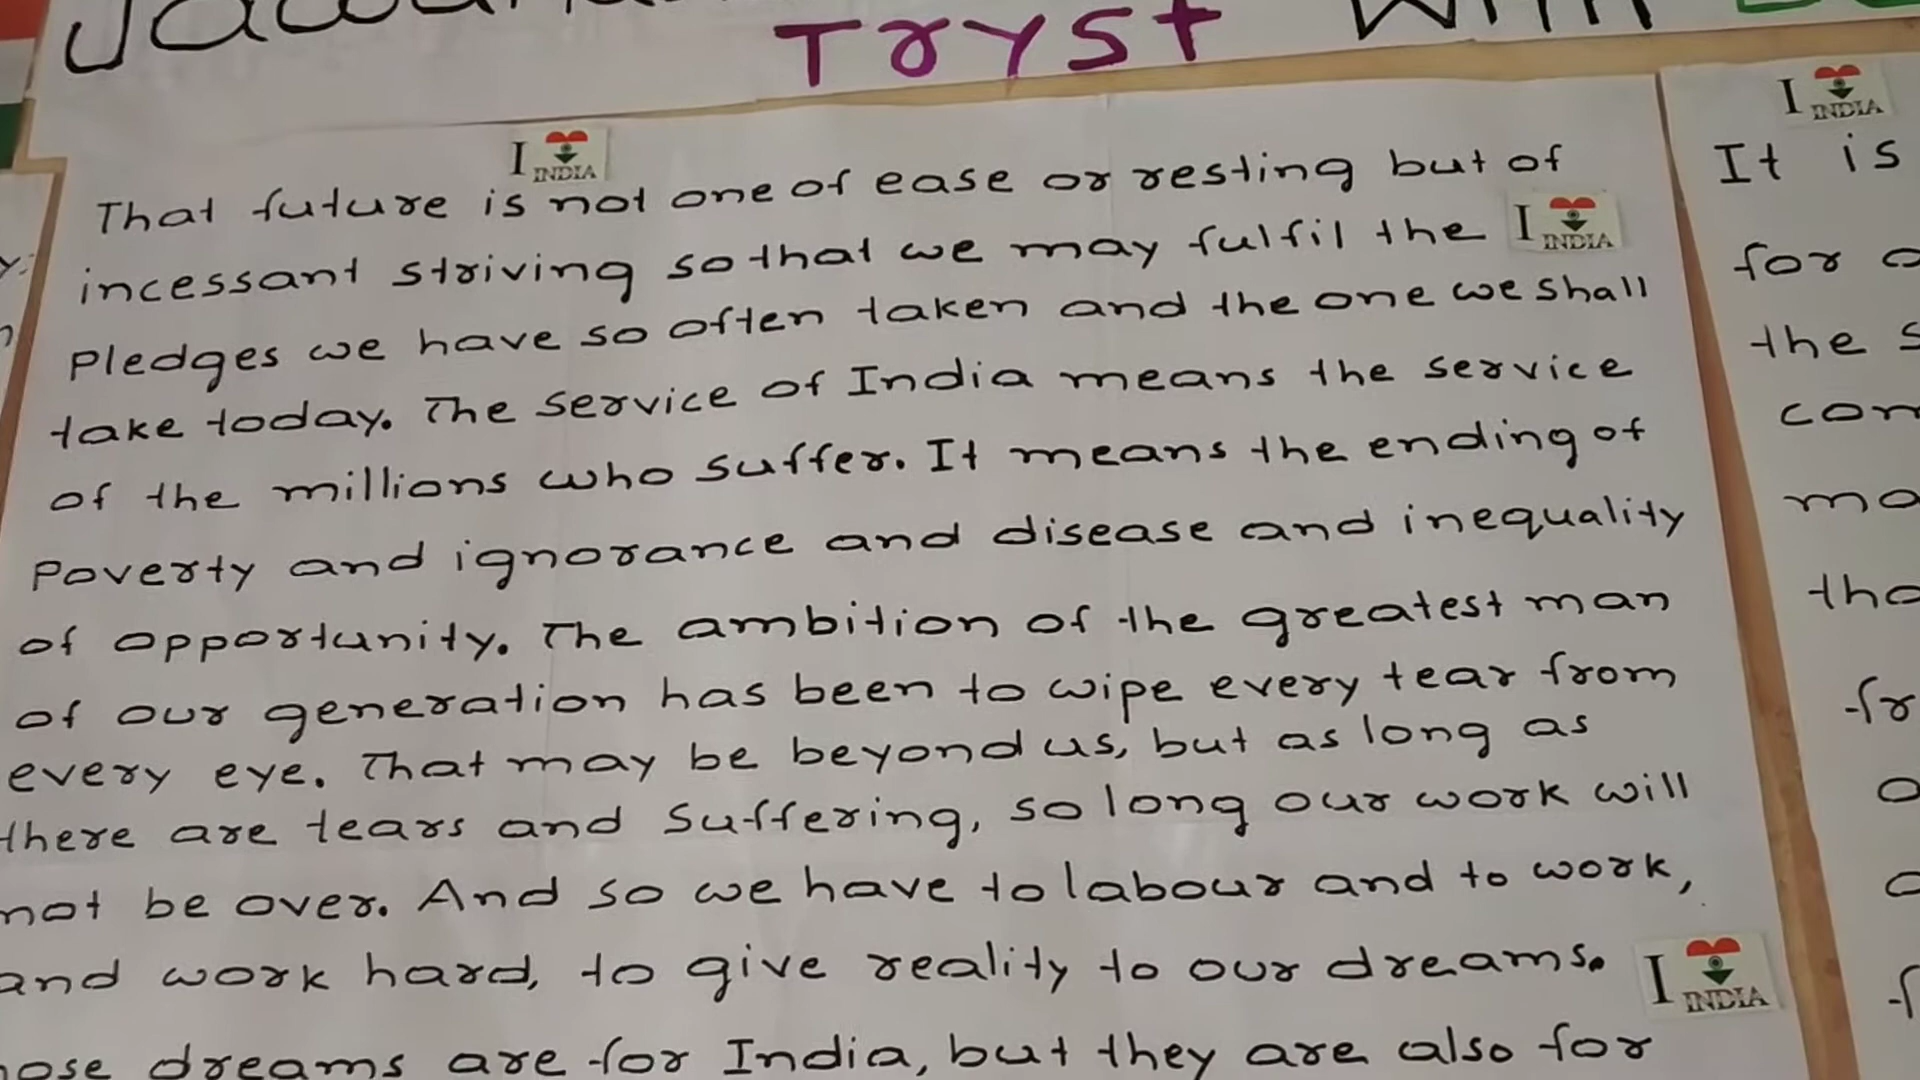 Tryst With
I INDIA
I INDIA
That future is not one of ease or resting but of
incessant striving so that we may fulfil the
I INDIA
Pledges we have so often taken and the one we shall
take today. The service of India means the service
of the millions who suffer. It means the ending of
Poverty and ignorance and disease and inequality
of opportunity. The ambition of the greatest man
of our generation has been to wipe every tear from
every eye. That may be beyond us, but as long as
there are tears and suffering, so long our work will
not be over. And so we have to labour and to work,
and work hard, to give reality to our dreams.
I INDIA
dreams are for India, but they are also for
It is
for
the